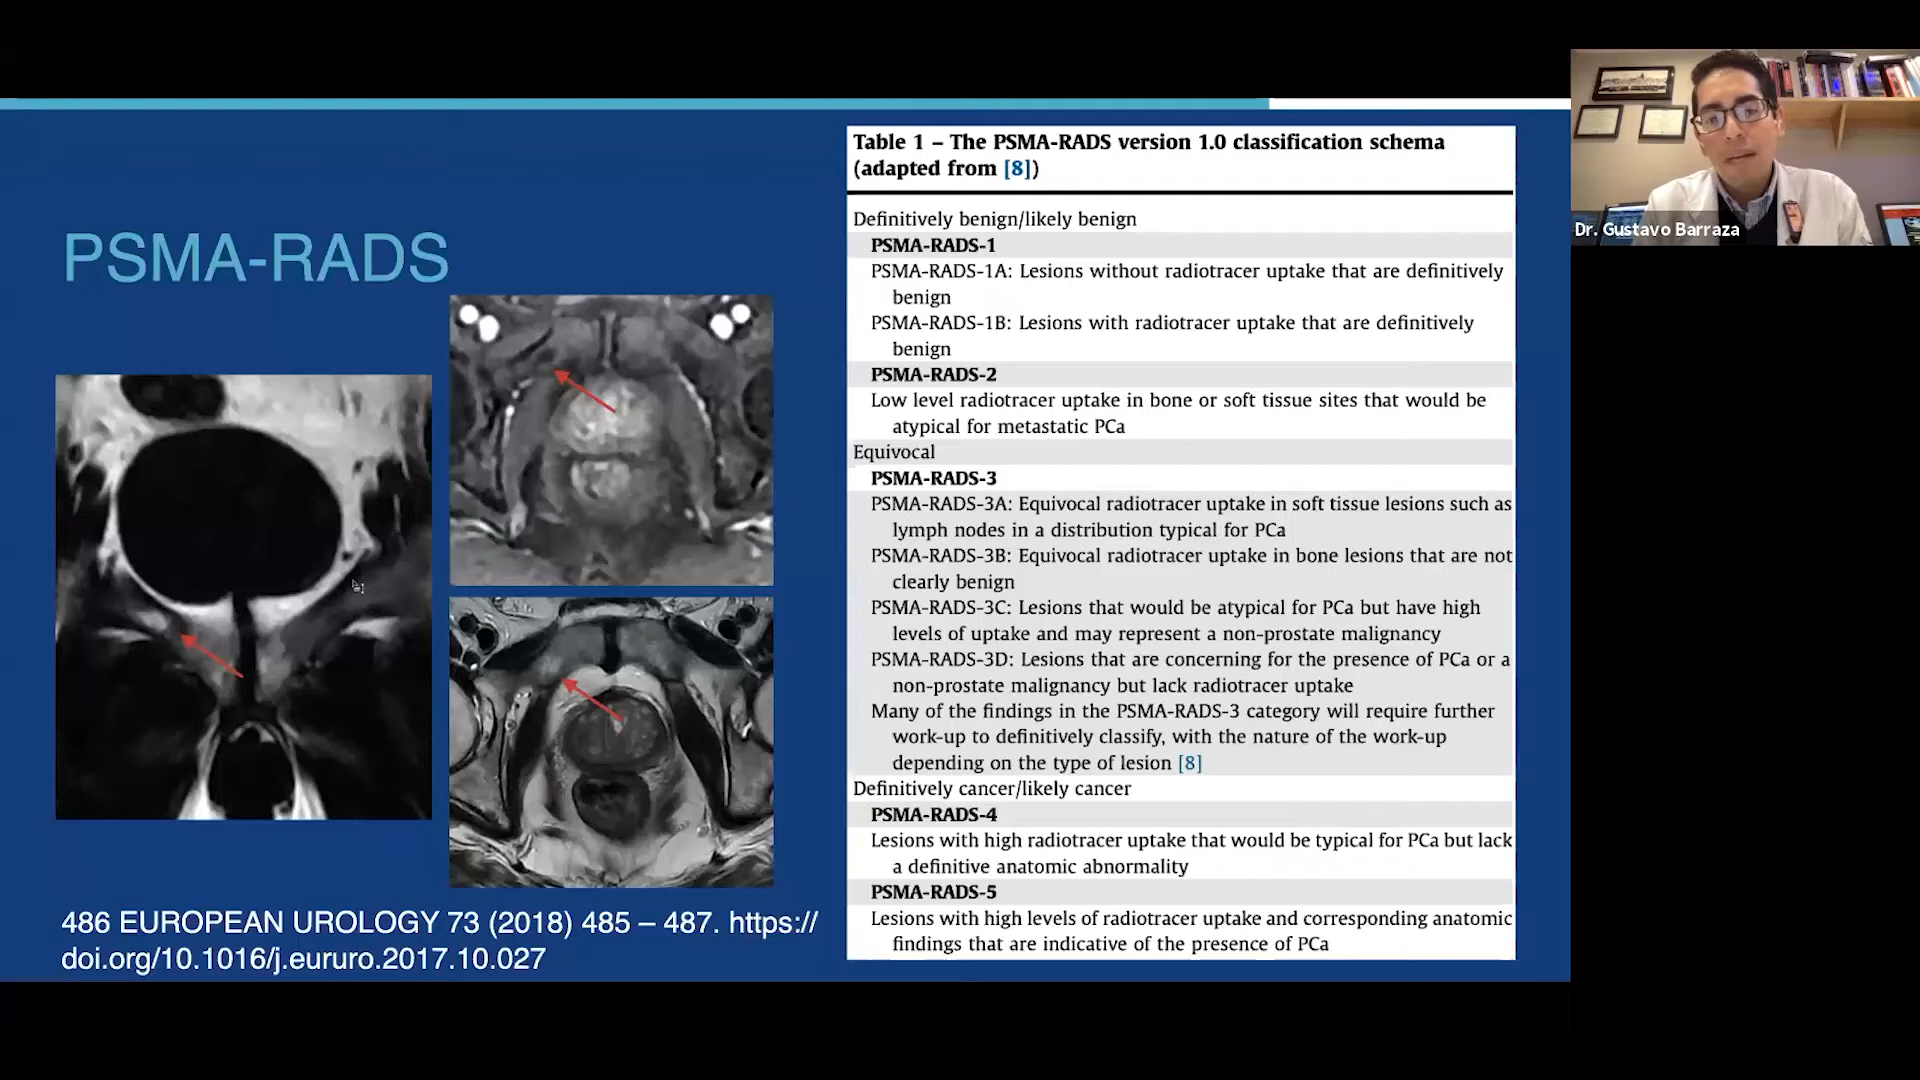 PSMA-RADS
486 EUROPEAN UROLOGY 73 (2018) 485 – 487. https://
doi.org/10.1016/j.eururo.2017.10.027
Table 1 – The PSMA-RADS version 1.0 classification schema
(adapted from [8])
Definitively benign/likely benign
PSMA-RADS-1
PSMA-RADS-1A: Lesions without radiotracer uptake that are definitively
benign
PSMA-RADS-1B: Lesions with radiotracer uptake that are definitively
benign
PSMA-RADS-2
Low level radiotracer uptake in bone or soft tissue sites that would be
atypical for metastatic PCa
Equivocal
PSMA-RADS-3
PSMA-RADS-3A: Equivocal radiotracer uptake in soft tissue lesions such as
lymph nodes in a distribution typical for PCa
PSMA-RADS-3B: Equivocal radiotracer uptake in bone lesions that are not
clearly benign
PSMA-RADS-3C: Lesions that would be atypical for PCa but have high
levels of uptake and may represent a non-prostate malignancy
PSMA-RADS-3D: Lesions that are concerning for the presence of PCa or a
non-prostate malignancy but lack radiotracer uptake
Many of the findings in the PSMA-RADS-3 category will require further
work-up to definitively classify, with the nature of the work-up
depending on the type of lesion [8]
Definitively cancer/likely cancer
PSMA-RADS-4
Lesions with high radiotracer uptake that would be typical for PCa but lack
a definitive anatomic abnormality
PSMA-RADS-5
Lesions with high levels of radiotracer uptake and corresponding anatomic
findings that are indicative of the presence of PCa
Dr. Gustavo Barraza